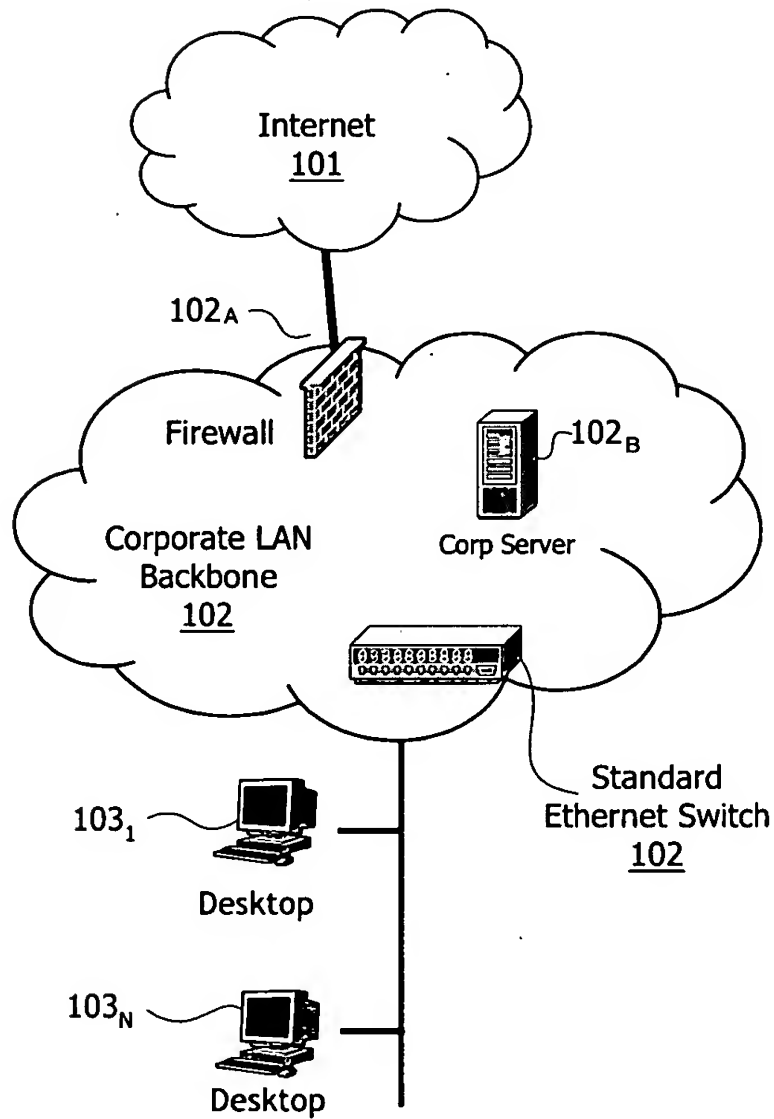 Internet
101
102A
Firewall
102B
Corp Server
Corporate LAN
Backbone
102
Standard
Ethernet Switch
102
1031
Desktop
103N
Desktop